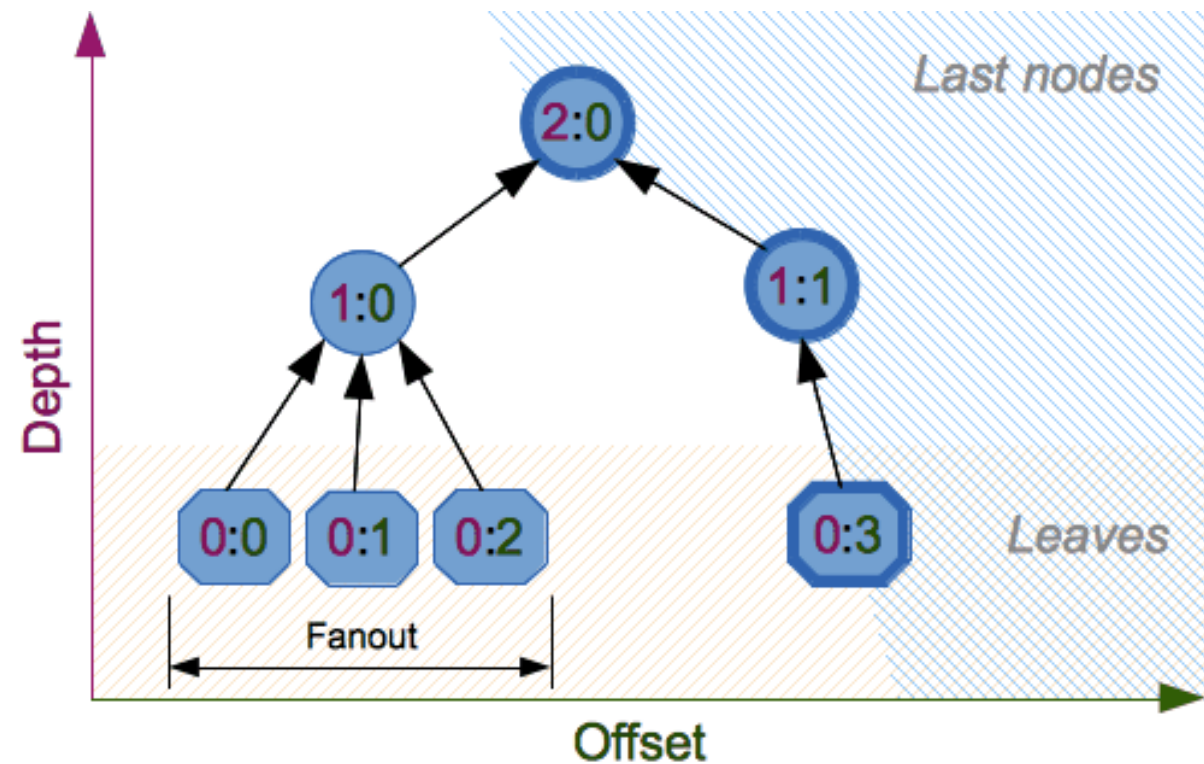 Last nodes
2:0
1:0
1:1
Depth
0:0 0:1 0:2 0:3
Leaves
Fanout
Offset